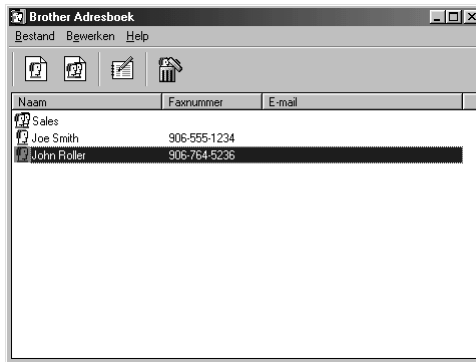 Brother Adresboek
Bestand Bewerken Help
Naam Faxnummer E-mail
Sales
Joe Smith 906-555-1234
John Roller 906-764-5236